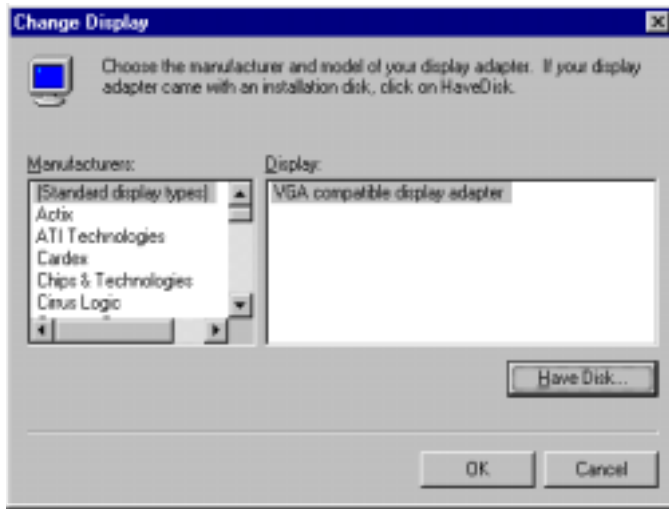 Change Display
Choose the manufacturer and model of your display adapter. If your display
adapter came with an installation disk, click on HaveDisk.
Manufacturers:
Display:
(Standard display types)
Actix
ATI Technologies
Cardex
Chips & Technologies
Cirrus Logic
VGA compatible display adapter
Have Disk...
OK
Cancel